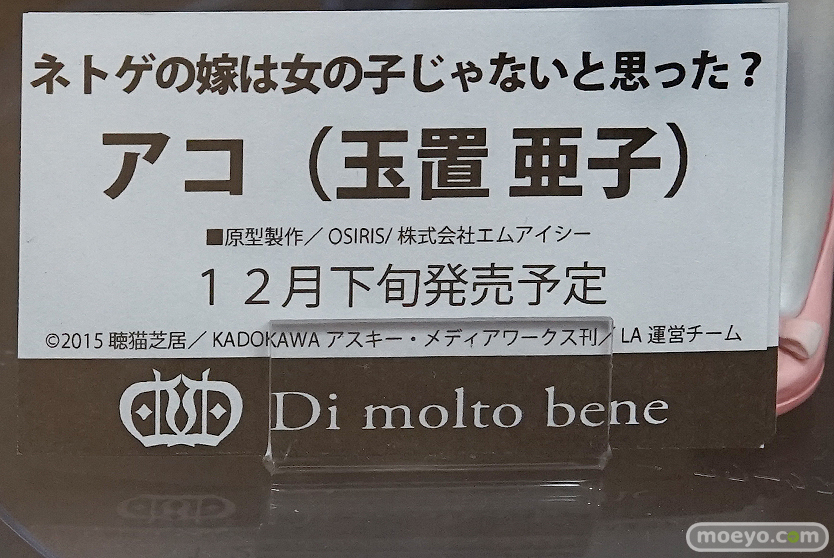 ネトゲの嫁は女の子じゃないと思った？
アコ（玉置 亜子）
■原型製作／OSIRIS/株式会社エムアイシー
１２月下旬発売予定
©2015 聴猫芝居／KADOKAWA アスキー・メディアワークス刊／LA 運営チーム
Di molto bene
moeyo.com